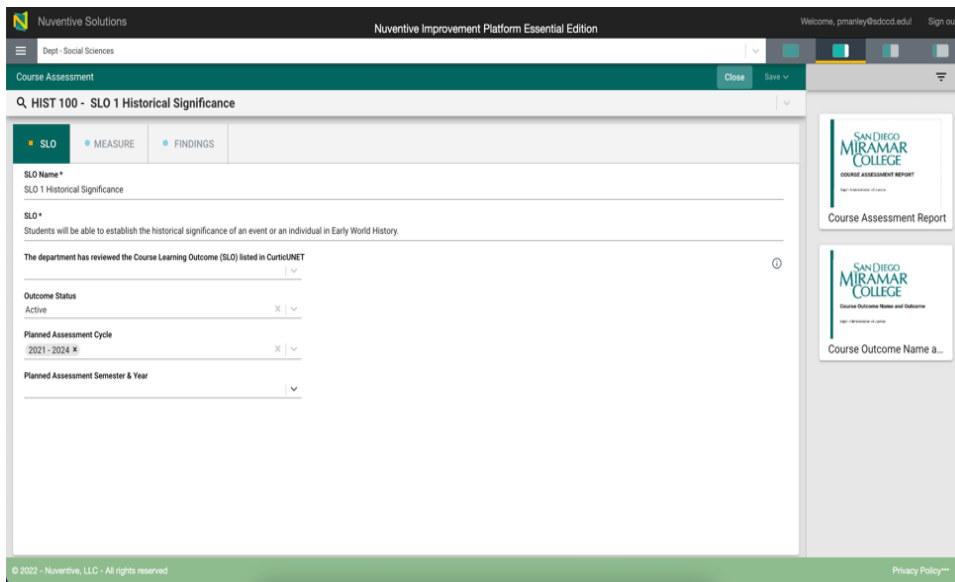 Nuventive Solutions
Nuventive Improvement Platform Essential Edition
Welcome, pmanley@sdccd.edu!
Sign ou
Dept - Social Sciences
Course Assessment
Close
Save
HIST 100 - SLO 1 Historical Significance
SLO
MEASURE
FINDINGS
SLO Name *
SLO 1 Historical Significance
SLO *
Students will be able to establish the historical significance of an event or an individual in Early World History.
The department has reviewed the Course Learning Outcome (SLO) listed in CurticUNET
Outcome Status
Active
Planned Assessment Cycle
2021 - 2024 ×
Planned Assessment Semester & Year
SAN DIEGO
MIRAMAR
COLLEGE
COURSE ASSESSMENT REPORT
Course Assessment Report
SAN DIEGO
MIRAMAR
COLLEGE
Course Outcome Name and Outcome
Course Outcome Name a...
© 2022 - Nuventive, LLC - All rights reserved
Privacy Policy•••